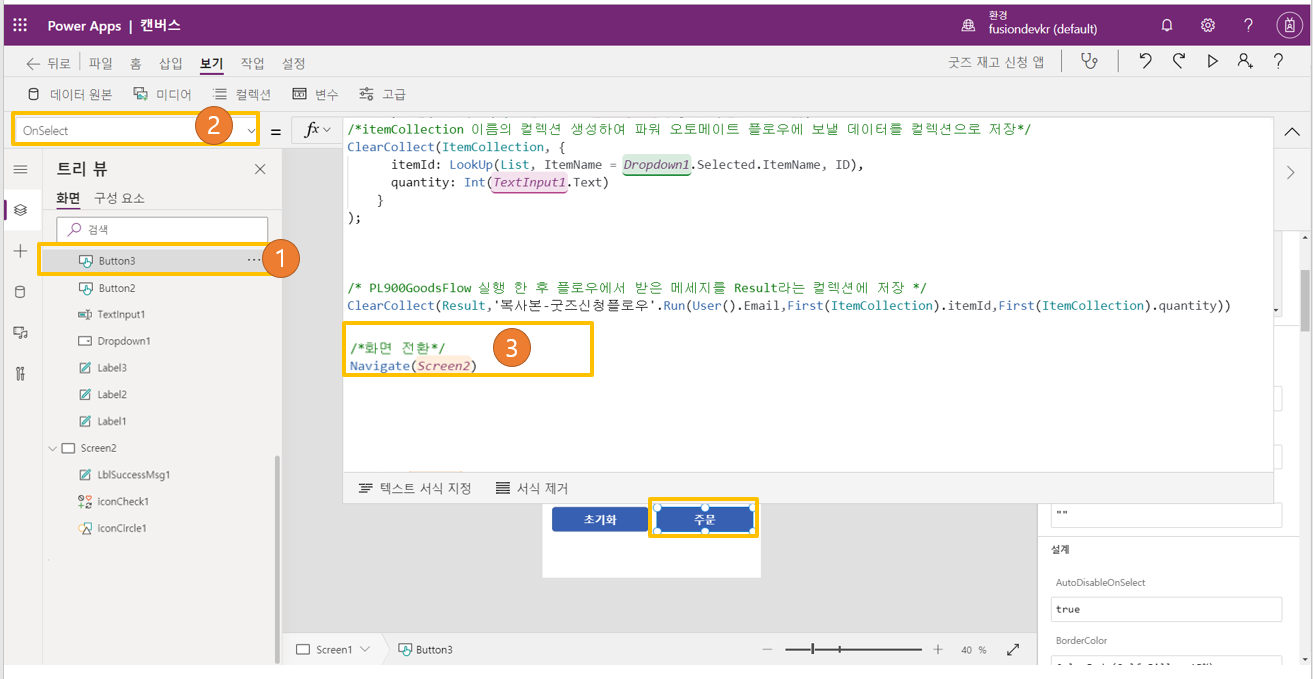 Power Apps | 캔버스
환경
fusiondevkr (default)
뒤로 파일 홈 삽입 보기 작업 설정
굿즈 재고 신청 앱
데이터 원본 미디어 컬렉션 변수 고급
OnSelect
2
= fx
/*itemCollection 이름의 컬렉션 생성하여 파워 오토메이트 플로우에 보낼 데이터를 컬렉션으로 저장*/
ClearCollect(ItemCollection, {
itemId: LookUp(List, ItemName = Dropdown1.Selected.ItemName, ID),
quantity: Int(TextInput1.Text)
}
);
/* PL900GoodsFlow 실행 한 후 플로우에서 받은 메세지를 Result라는 컬렉션에 저장 */
ClearCollect(Result,'복사본-굿즈신청플로우'.Run(User().Email,First(ItemCollection).itemId,First(ItemCollection).quantity))
/*화면 전환*/
3
Navigate(Screen2)
텍스트 서식 지정 서식 제거
트리 뷰
화면 구성 요소
검색
Button3 ...
1
Button2
TextInput1
Dropdown1
Label3
Label2
Label1
Screen2
LblSuccessMsg1
iconCheck1
iconCircle1
초기화 주문
""
설계
AutoDisableOnSelect
true
BorderColor
Screen1 Button3
40 %